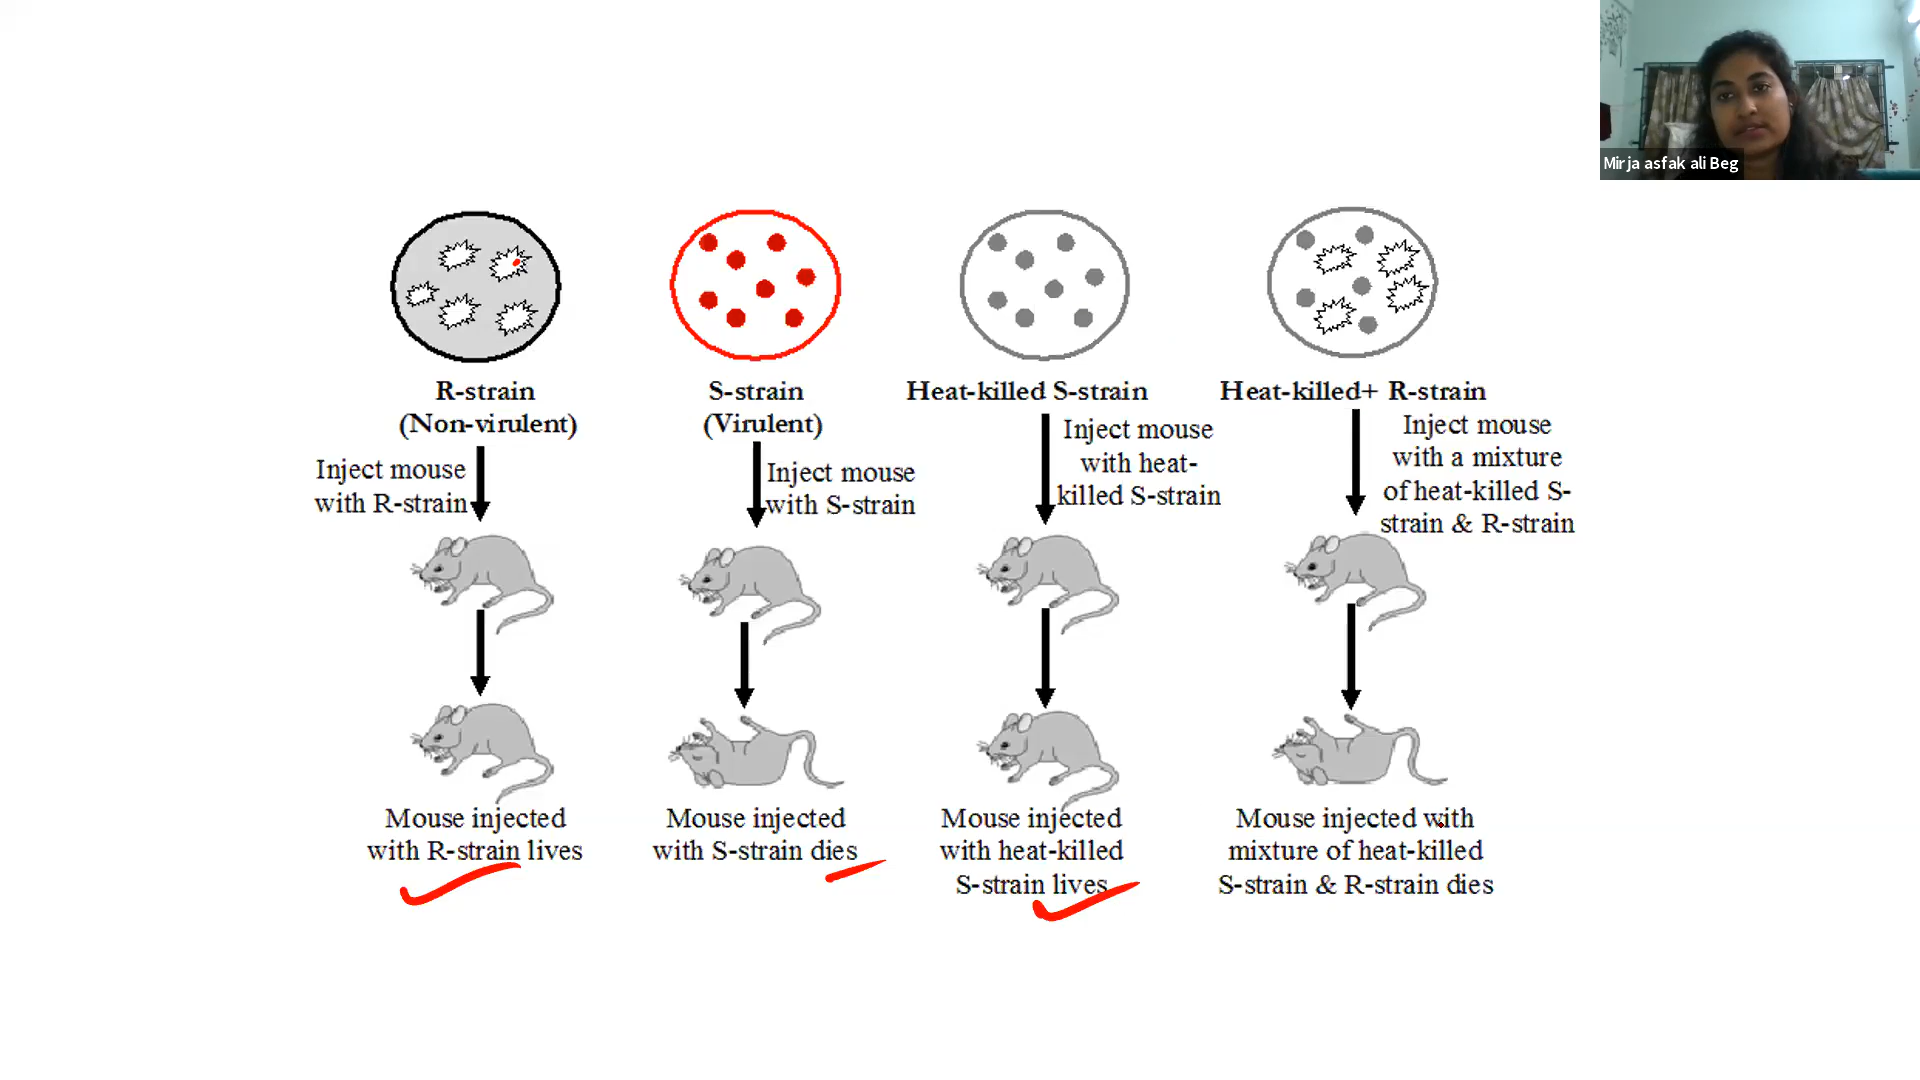 Mirja asfak ali Beg
R-strain
(Non-virulent)
Inject mouse
with R-strain
Mouse injected
with R-strain lives
S-strain
(Virulent)
Inject mouse
with S-strain
Mouse injected
with S-strain dies
Heat-killed S-strain
Inject mouse
with heat-
killed S-strain
Mouse injected
with heat-killed
S-strain lives
Heat-killed+ R-strain
Inject mouse
with a mixture
of heat-killed S-
strain & R-strain
Mouse injected with
mixture of heat-killed
S-strain & R-strain dies